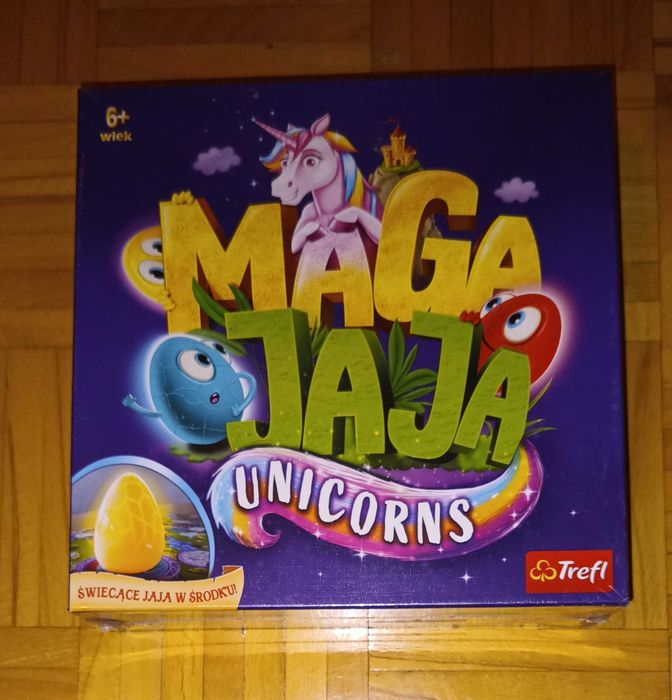 6+
wiek
MAGA
JAJA
UNICORNS
ŚWIECĄCE JAJA W ŚRODKU!
Trefl